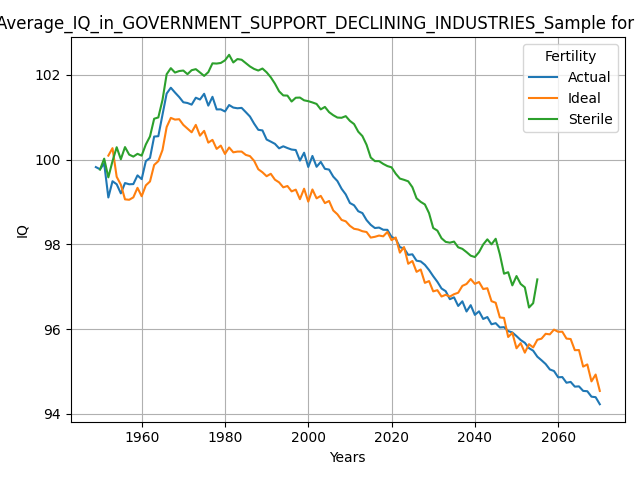 Average_IQ_in_GOVERNMENT_SUPPORT_DECLINING_INDUSTRIES_Sample for
Fertility
Actual
Ideal
Sterile
IQ
102
100
98
96
94
1960 1980 2000 2020 2040 2060
Years